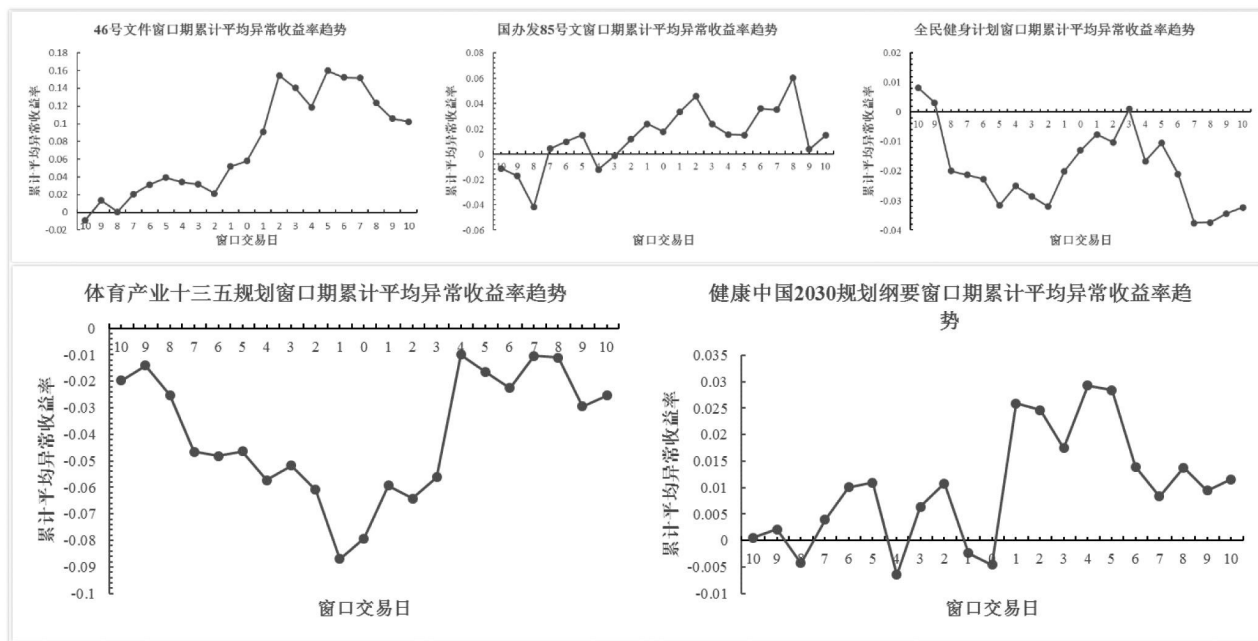 46号文件窗口期累计平均异常收益率趋势
累计平均异常收益率
0.18
0.16
0.14
0.12
0.1
0.08
0.06
0.04
0.02
0
-0.02
10 9 8 7 6 5 4 3 2 1 0 1 2 3 4 5 6 7 8 9 10
窗口交易日
国办发85号文窗口期累计平均异常收益率趋势
累计平均异常收益率
0.08
0.06
0.04
0.02
0
-0.02
-0.04
-0.06
10 9 8 7 6 5 4 3 2 1 0 1 2 3 4 5 6 7 8 9 10
窗口交易日
全民健身计划窗口期累计平均异常收益率趋势
累计平均异常收益率
0.02
0.01
0
-0.01
-0.02
-0.03
-0.04
10 9 8 7 6 5 4 3 2 1 0 1 2 3 4 5 6 7 8 9 10
窗口交易日
体育产业十三五规划窗口期累计平均异常收益率趋势
累计平均异常收益率
0
-0.01
-0.02
-0.03
-0.04
-0.05
-0.06
-0.07
-0.08
-0.09
-0.1
10 9 8 7 6 5 4 3 2 1 0 1 2 3 4 5 6 7 8 9 10
窗口交易日
健康中国2030规划纲要窗口期累计平均异常收益率趋
势
累计平均异常收益率
0.035
0.03
0.025
0.02
0.015
0.01
0.005
0
-0.005
-0.01
10 9 8 7 6 5 4 3 2 1 0 1 2 3 4 5 6 7 8 9 10
窗口交易日